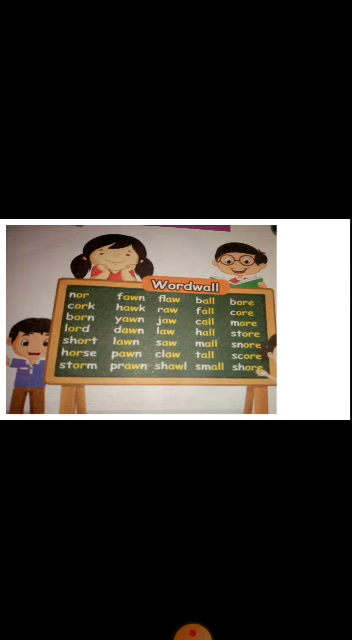 Wordwall
nor fawn flaw ball bore
cork hawk raw fall core
born yawn jaw call more
lord dawn law hall store
short lawn saw mall snore
horse pawn claw tall score
storm prawn shawl small shore